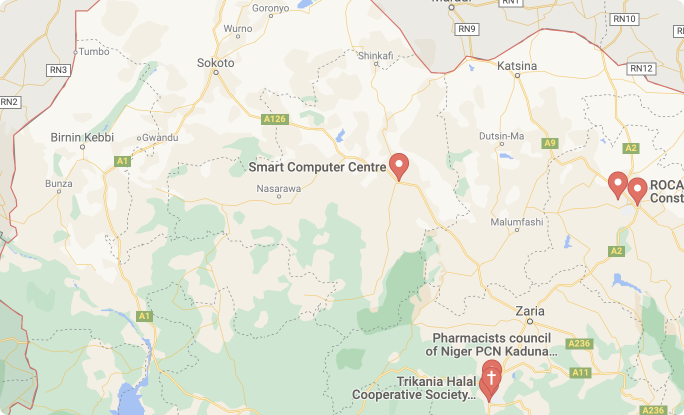 Goronyo
RN1
RN10
Wurno
RN9
Tumbo
RN3
Sokoto
Shinkafi
Katsina
RN12
RN2
A126
Birnin Kebbi
Gwandu
Dutsin-Ma
A9
A2
A1
Smart Computer Centre
Bunza
Nasarawa
ROCA
Const
Malumfashi
A2
A1
Zaria
Pharmacists council
of Niger PCN Kaduna...
A236
A11
Trikania Halal
Cooperative Society...
A236